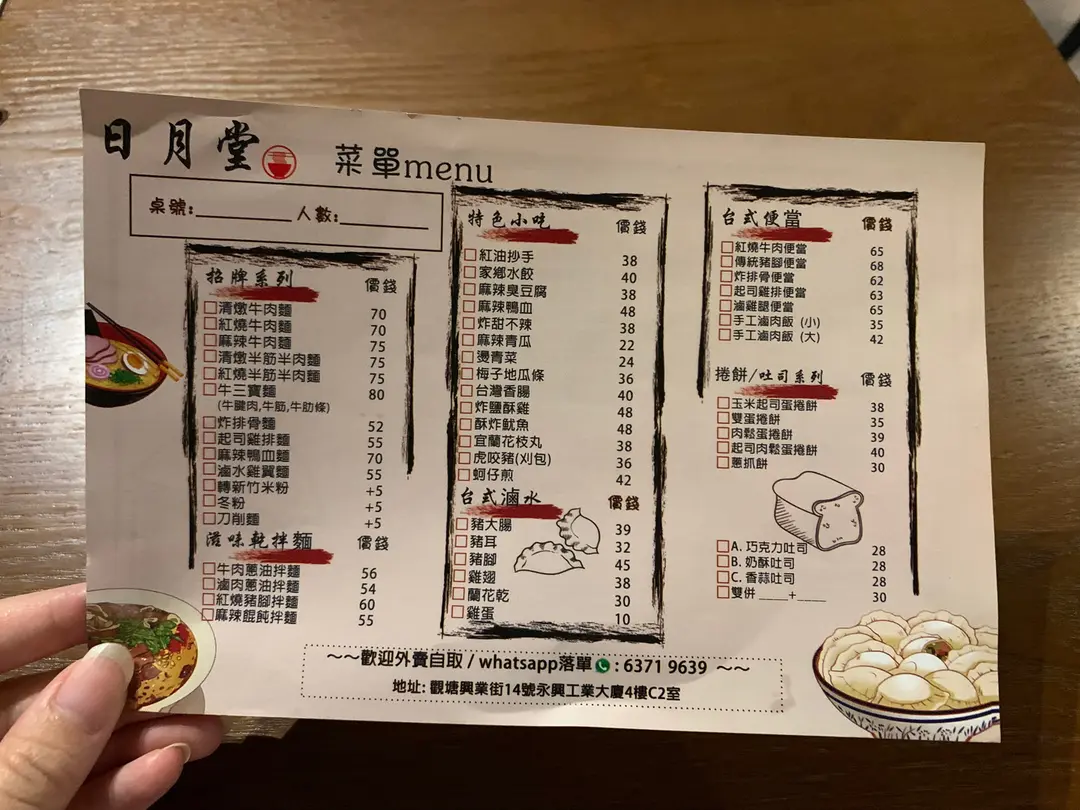 日月堂 菜單menu
桌號:________ 人數:________
招牌系列 價錢
清燉牛肉麵 70
紅燒牛肉麵 70
麻辣牛肉麵 75
清燉半筋半肉麵 75
紅燒半筋半肉麵 75
牛三寶麵 80
(牛腱肉,牛筋,牛肋條)
炸排骨麵 52
起司雞排麵 55
麻辣鴨血麵 70
滷水雞翼麵 55
轉新竹米粉 +5
冬粉 +5
刀削麵 +5
滋味乾拌麵 價錢
牛肉蔥油拌麵 56
滷肉蔥油拌麵 54
紅燒豬腳拌麵 60
麻辣餛飩拌麵 55
特色小吃 價錢
紅油抄手 38
家鄉水餃 40
麻辣臭豆腐 38
麻辣鴨血 48
炸甜不辣 38
麻辣青瓜 22
燙青菜 24
梅子地瓜條 36
台灣香腸 40
炸鹽酥雞 48
酥炸魷魚 48
宜蘭花枝丸 38
虎咬豬(刈包) 36
蚵仔煎 42
台式滷水 價錢
豬大腸 39
豬耳 32
豬腳 45
雞翅 38
蘭花乾 30
雞蛋 10
台式便當 價錢
紅燒牛肉便當 65
傳統豬腳便當 68
炸排骨便當 62
起司雞排便當 63
滷雞腿便當 65
手工滷肉飯 (小) 35
手工滷肉飯 (大) 42
捲餅/吐司系列 價錢
玉米起司蛋捲餅 38
雙蛋捲餅 35
肉鬆蛋捲餅 39
起司肉鬆蛋捲餅 40
蔥抓餅 30
A. 巧克力吐司 28
B. 奶酥吐司 28
C. 香蒜吐司 28
雙併 ____+____ 30
～～歡迎外賣自取 / whatsapp落單 : 6371 9639 ～～
地址: 觀塘興業街14號永興工業大廈4樓C2室